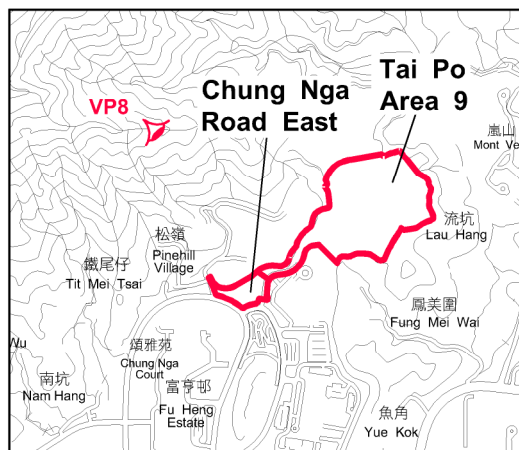 Tai Po
Area 9
Chung Nga
Road East
VP8
嵐山
Mont Ve
流坑
Lau Hang
松嶺
Pinehill
Village
鐵尾仔
Tit Mei Tsai
鳳美圍
Fung Mei Wai
Wu
頌雅苑
Chung Nga
Court
南坑
Nam Hang
富亨邨
Fu Heng
Estate
魚角
Yue Kok